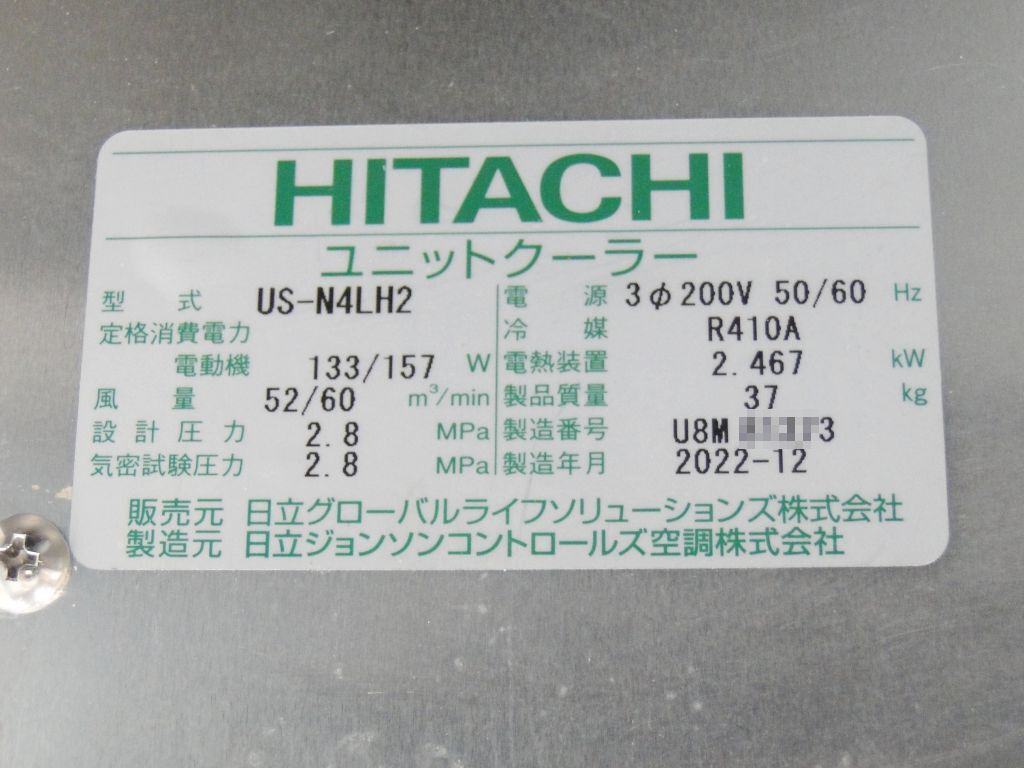 HITACHI
ユニットクーラー
型式 US-N4LH2
定格消費電力
電動機 133/157 W
風量 52/60 m³/min
設計圧力 2.8 MPa
気密試験圧力 2.8 MPa
電源 3φ200V 50/60 Hz
冷媒 R410A
電熱装置 2.467 kW
製品質量 37 kg
製造番号 U8M 3
製造年月 2022-12
販売元 日立グローバルライフソリューションズ株式会社
製造元 日立ジョンソンコントロールズ空調株式会社